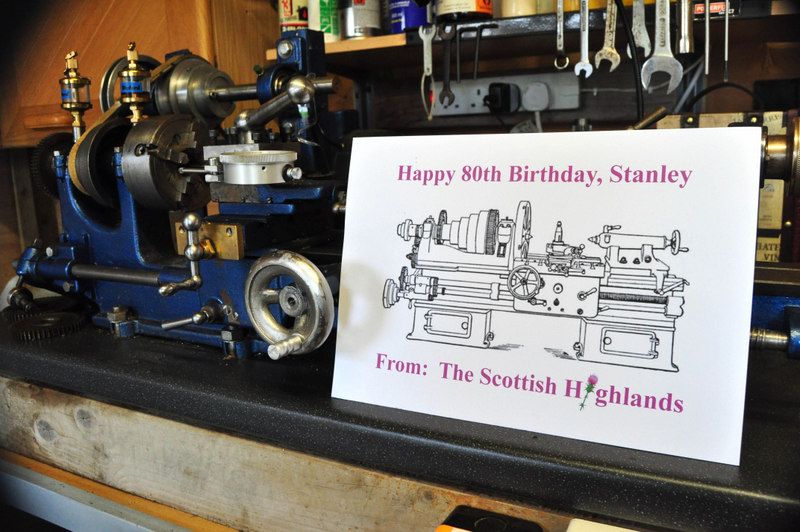 Happy 80th Birthday, Stanley
From: The Scottish Highlands